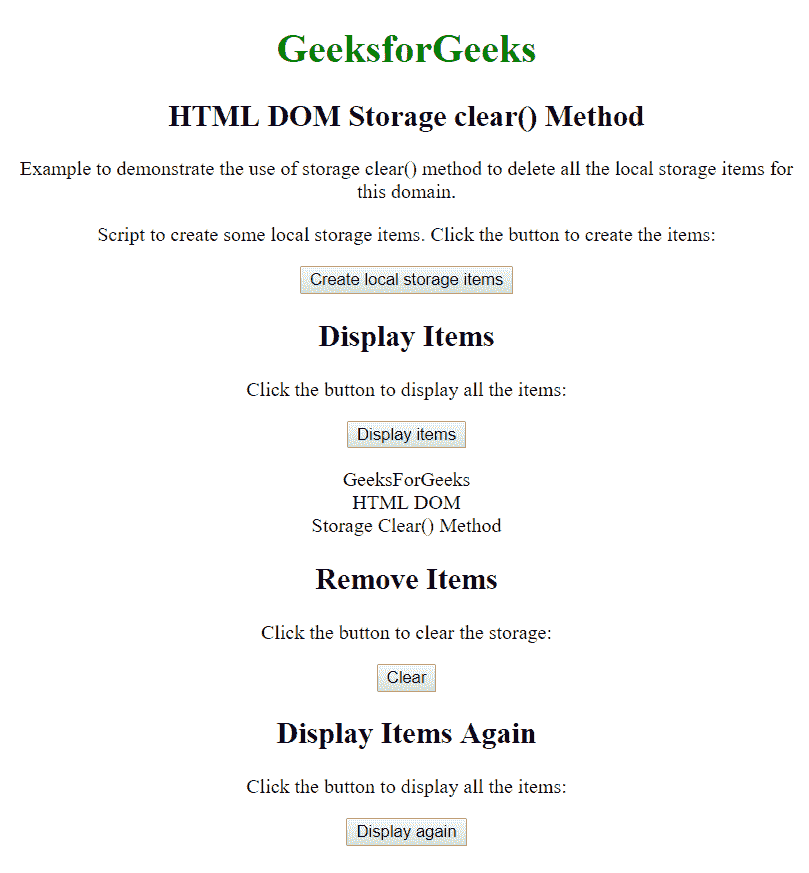 GeeksforGeeks
HTML DOM Storage clear() Method
Example to demonstrate the use of storage clear() method to delete all the local storage items for
this domain.
Script to create some local storage items. Click the button to create the items:
Create local storage items
Display Items
Click the button to display all the items:
Display items
GeeksForGeeks
HTML DOM
Storage Clear() Method
Remove Items
Click the button to clear the storage:
Clear
Display Items Again
Click the button to display all the items:
Display again